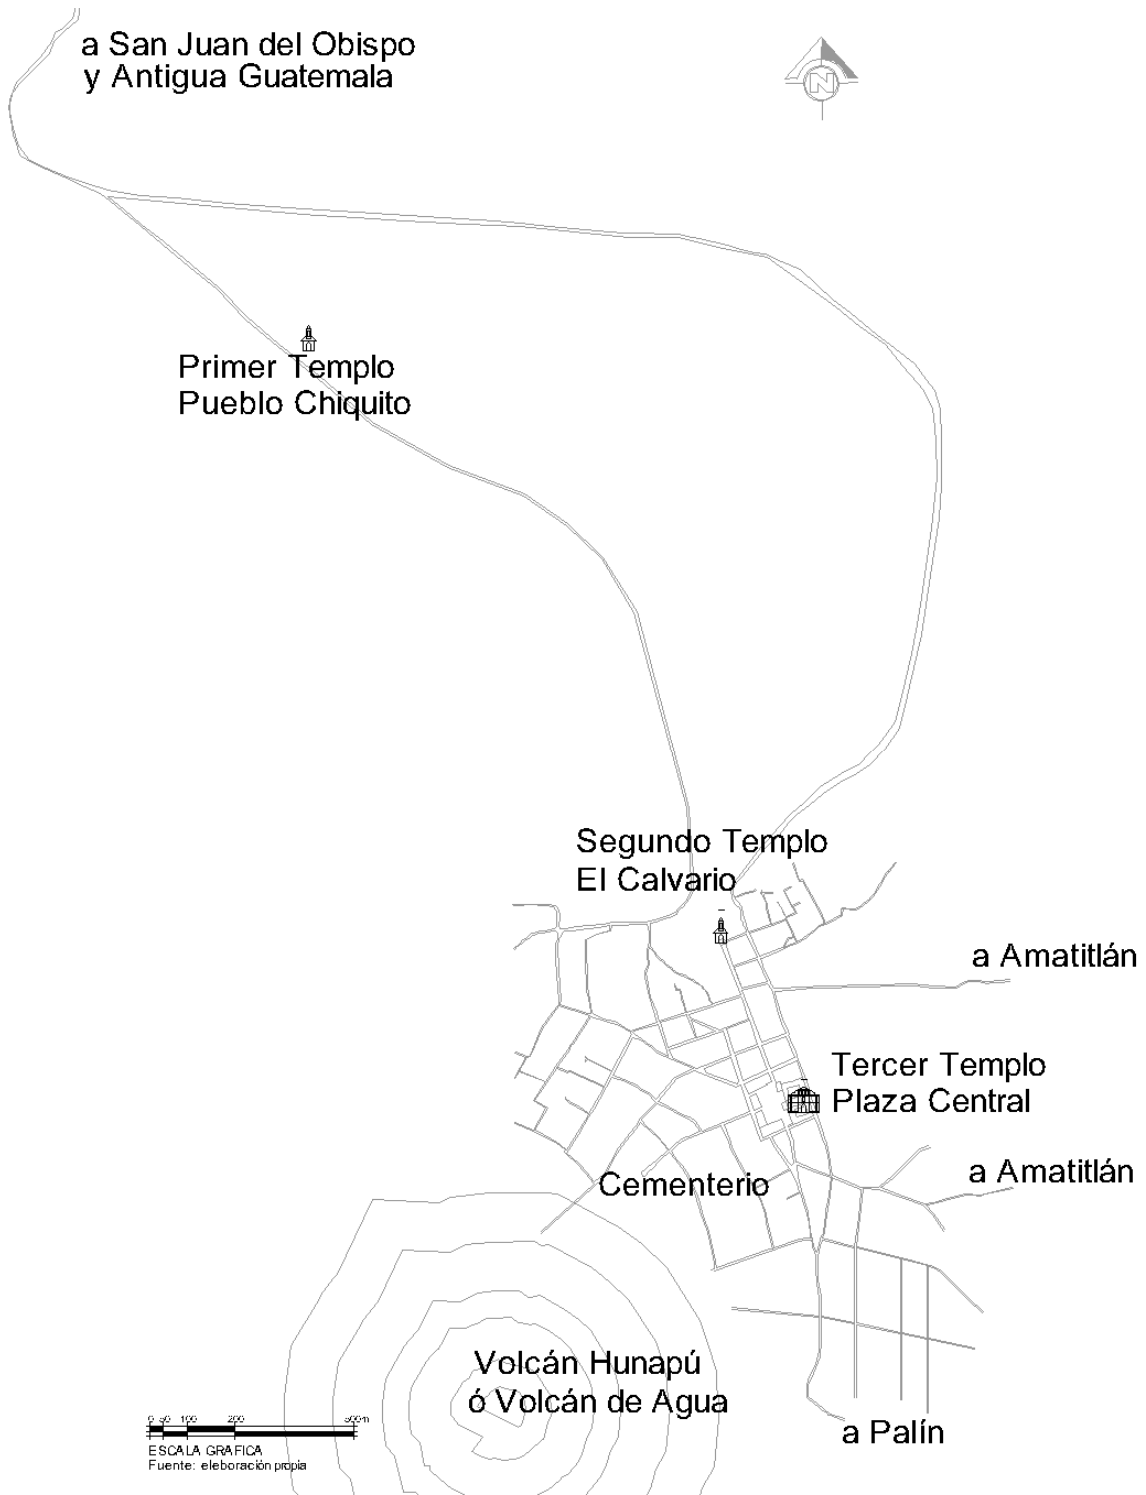 a San Juan del Obispo
y Antigua Guatemala
N
Primer Templo
Pueblo Chiquito
Segundo Templo
El Calvario
a Amatitlán
Tercer Templo
Plaza Central
a Amatitlán
Cementerio
Volcán Hunapú
ó Volcán de Agua
a Palín
0 50 100 200 500m
ESCALA GRAFICA
Fuente: eleboración propia